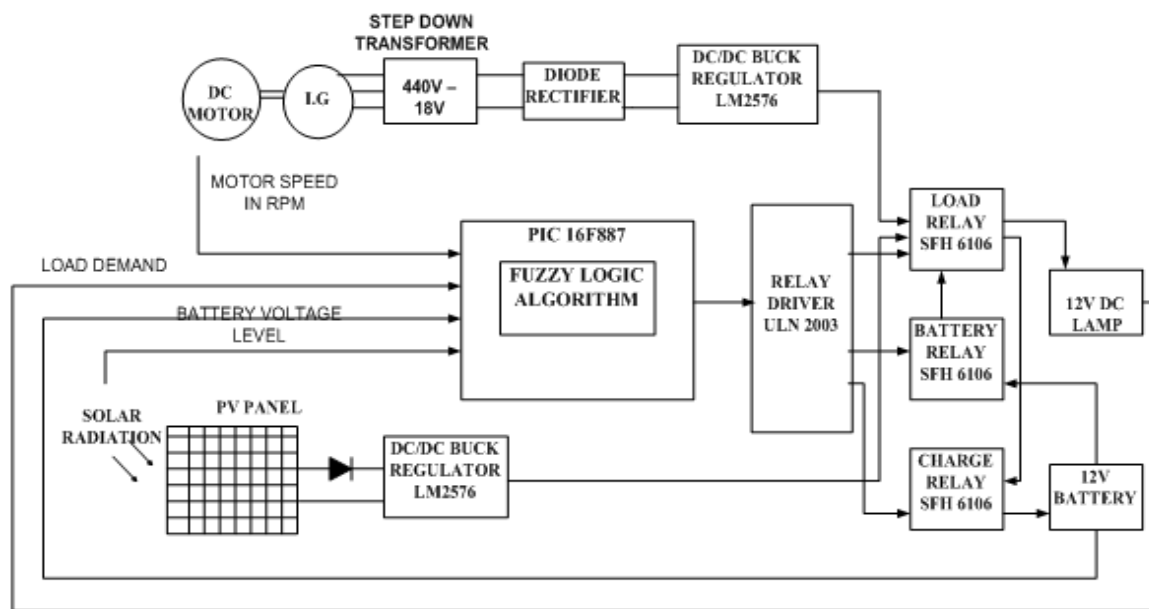 STEP DOWN
TRANSFORMER
DC
MOTOR
I.G
440V –
18V
DIODE
RECTIFIER
DC/DC BUCK
REGULATOR
LM2576
MOTOR SPEED
IN RPM
LOAD DEMAND
BATTERY VOLTAGE
LEVEL
PIC 16F887
FUZZY LOGIC
ALGORITHM
RELAY
DRIVER
ULN 2003
LOAD
RELAY
SFH 6106
12V DC
LAMP
BATTERY
RELAY
SFH 6106
SOLAR
RADIATION
PV PANEL
DC/DC BUCK
REGULATOR
LM2576
CHARGE
RELAY
SFH 6106
12V
BATTERY